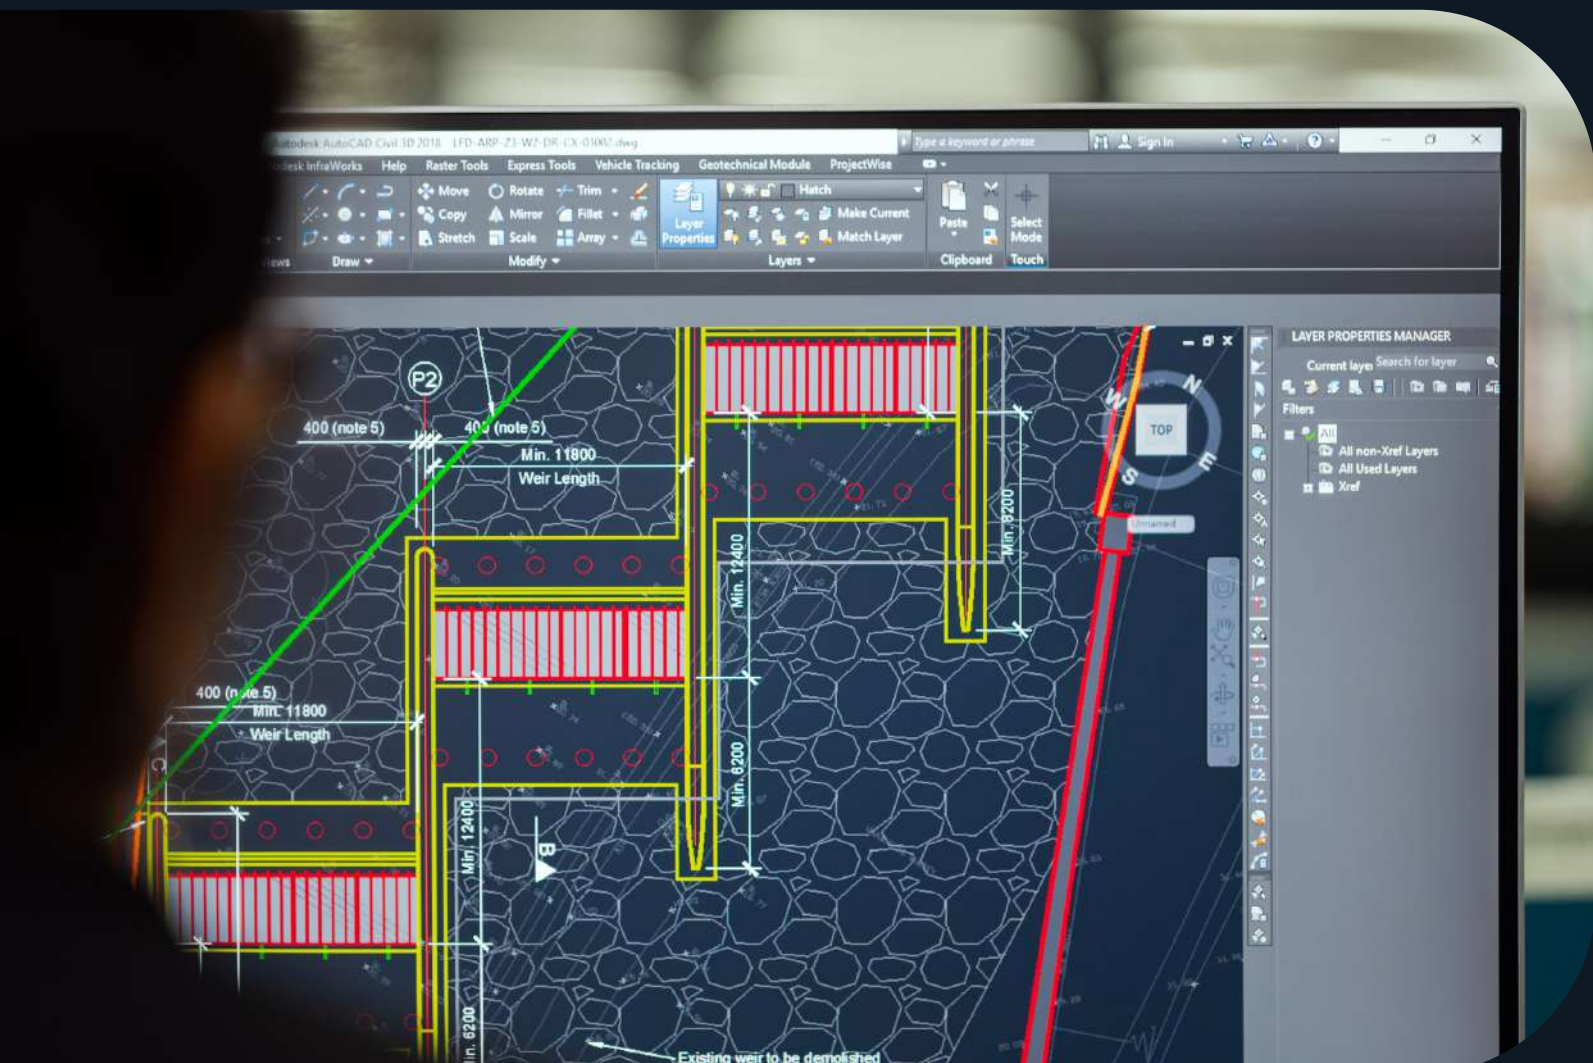 Autodesk AutoCAD Civil 3D 2018 LFD-ARP-Z3-W2-DR-CX-03002.dwg
Type a keyword or phrase
Sign In
InfraWorks Help Raster Tools Express Tools Vehicle Tracking Geotechnical Module ProjectWise
Move Rotate Trim
Copy Mirror Fillet
Stretch Scale Array
Draw
Modify
Layer
Properties
Hatch
Make Current
Match Layer
Layers
Paste
Clipboard
Select
Mode
Touch
P2
400 (note 5)
400 (note 5)
Min. 11800
Weir Length
400 (note 5)
Min. 11800
Weir Length
Min. 12400
Min. 8200
Min. 6200
Min. 12400
6200
B
Existing weir to be demolished
N
W
TOP
E
S
Unnamed
LAYER PROPERTIES MANAGER
Current layer
Search for layer
Filters
All
All non-Xref Layers
All Used Layers
Xref